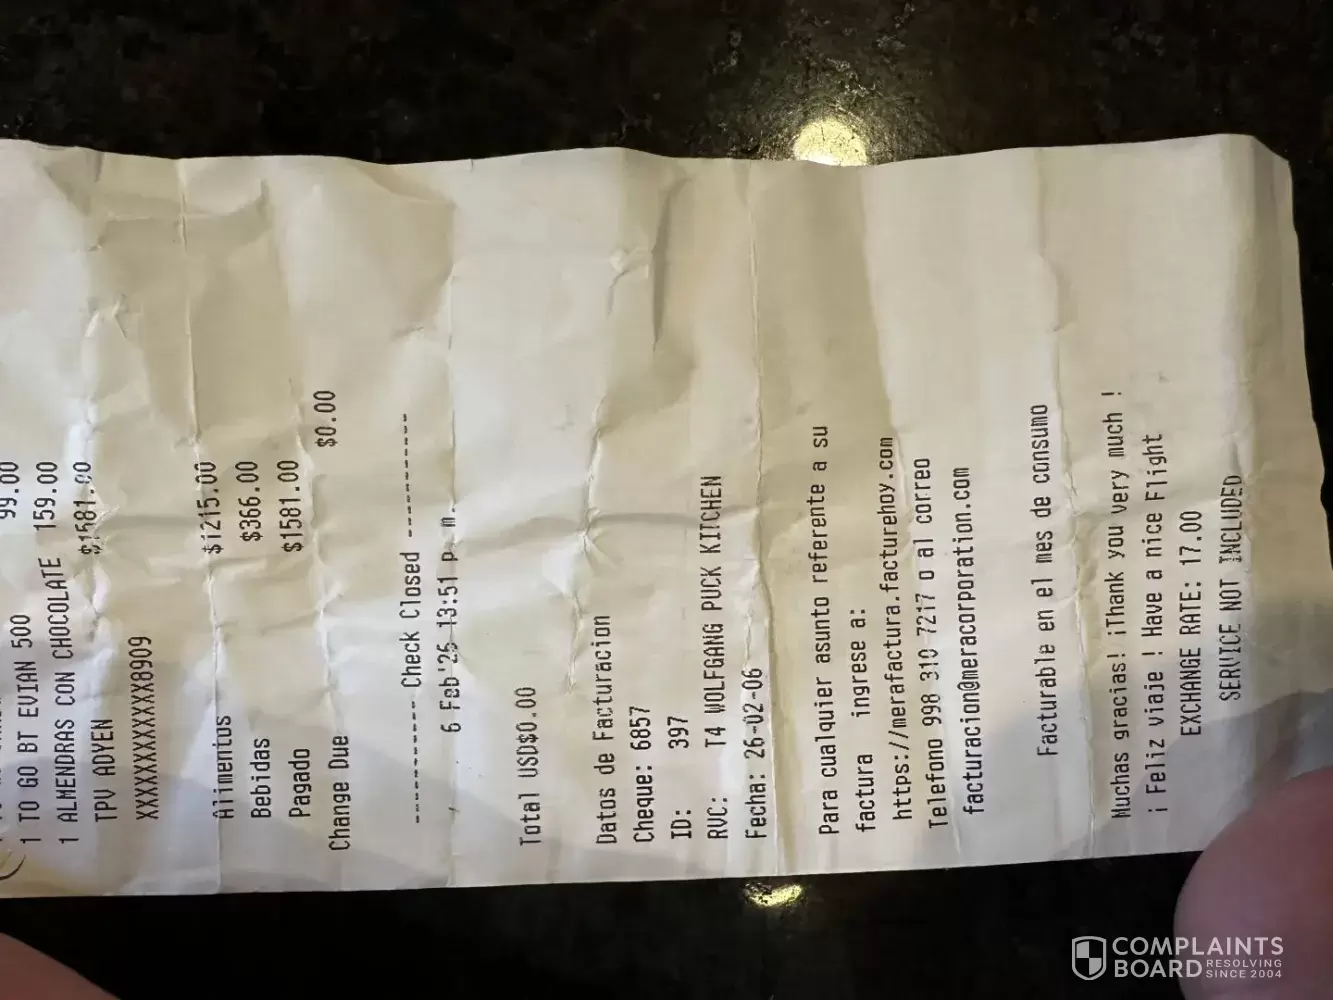 99.00
1 TO GO BT EVIAN 500
1 ALMENDRAS CON CHOCOLATE 159.00
TPV ADYEN $1581.00
XXXXXXXXXXXX8909
Alimentos $1215.00
Bebidas $366.00
Pagado $1581.00
Change Due $0.00
---------- Check Closed ----------
6 Feb'26 13:51 p.m.
Total USD$0.00
Datos de Facturacion
Cheque: 6857
ID: 397
RVC: T4 WOLFGANG PUCK KITCHEN
Fecha: 26-02-06
Para cualquier asunto referente a su
factura ingrese a:
https://merafactura.facturehoy.com
Telefono 998 310 7217 o al correo
facturacion@meracorporation.com
Facturable en el mes de consumo
Muchas gracias! ¡Thank you very much !
¡ Feliz viaje ! Have a nice Flight
EXCHANGE RATE: 17.00
SERVICE NOT INCLUDED
COMPLAINTS
BOARD RESOLVING
SINCE 2004